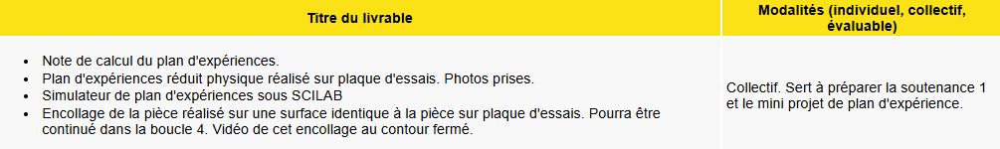 Titre du livrable
Modalités (individuel, collectif,
évaluable)
• Note de calcul du plan d'expériences.
• Plan d'expériences réduit physique réalisé sur plaque d'essais. Photos prises.
• Simulateur de plan d'expériences sous SCILAB
• Encollage de la pièce réalisé sur une surface identique à la pièce sur plaque d'essais. Pourra être
continué dans la boucle 4. Vidéo de cet encollage au contour fermé.
Collectif. Sert à préparer la soutenance 1
et le mini projet de plan d'expérience.